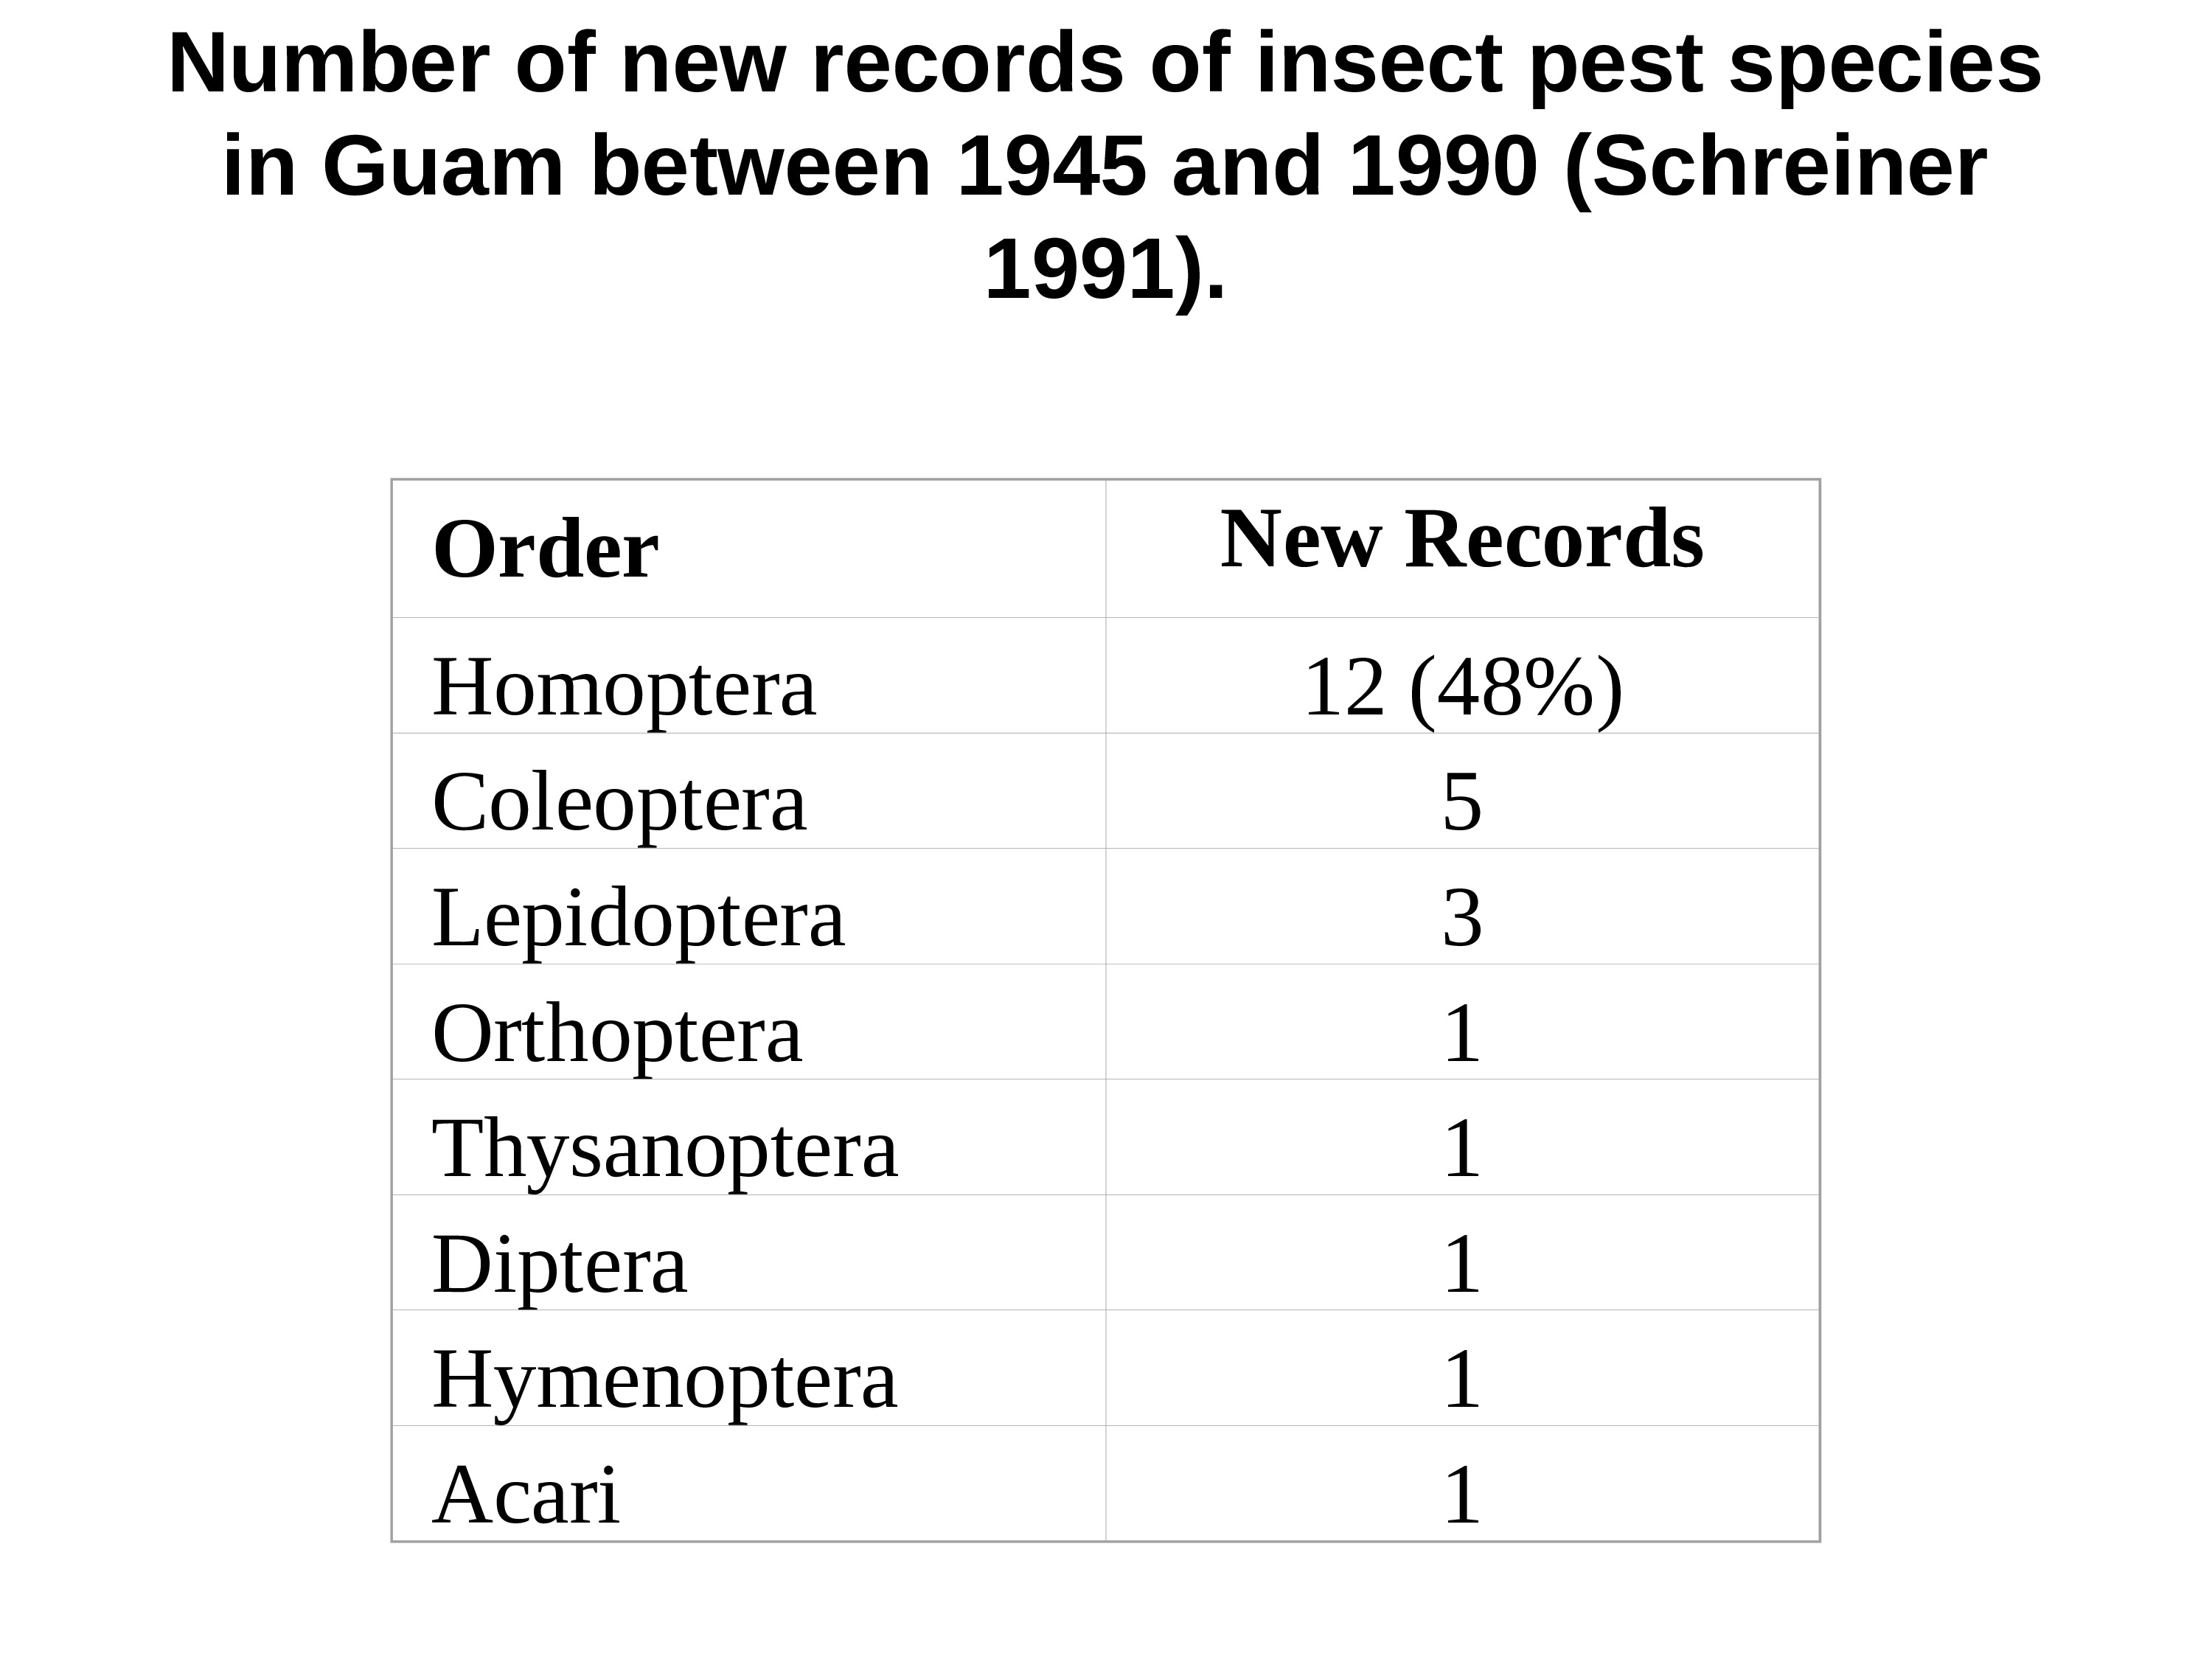 Number of new records of insect pest species
in Guam between 1945 and 1990 (Schreiner
1991).
Order New Records
Homoptera 12 (48%)
Coleoptera 5
Lepidoptera 3
Orthoptera 1
Thysanoptera 1
Diptera 1
Hymenoptera 1
Acari 1